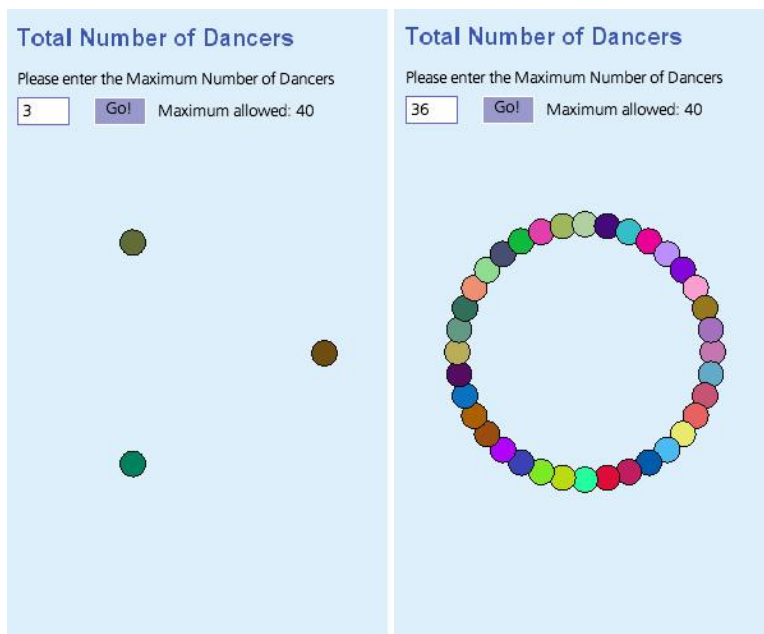 Total Number of Dancers
Please enter the Maximum Number of Dancers
3 Go! Maximum allowed: 40
Total Number of Dancers
Please enter the Maximum Number of Dancers
36 Go! Maximum allowed: 40